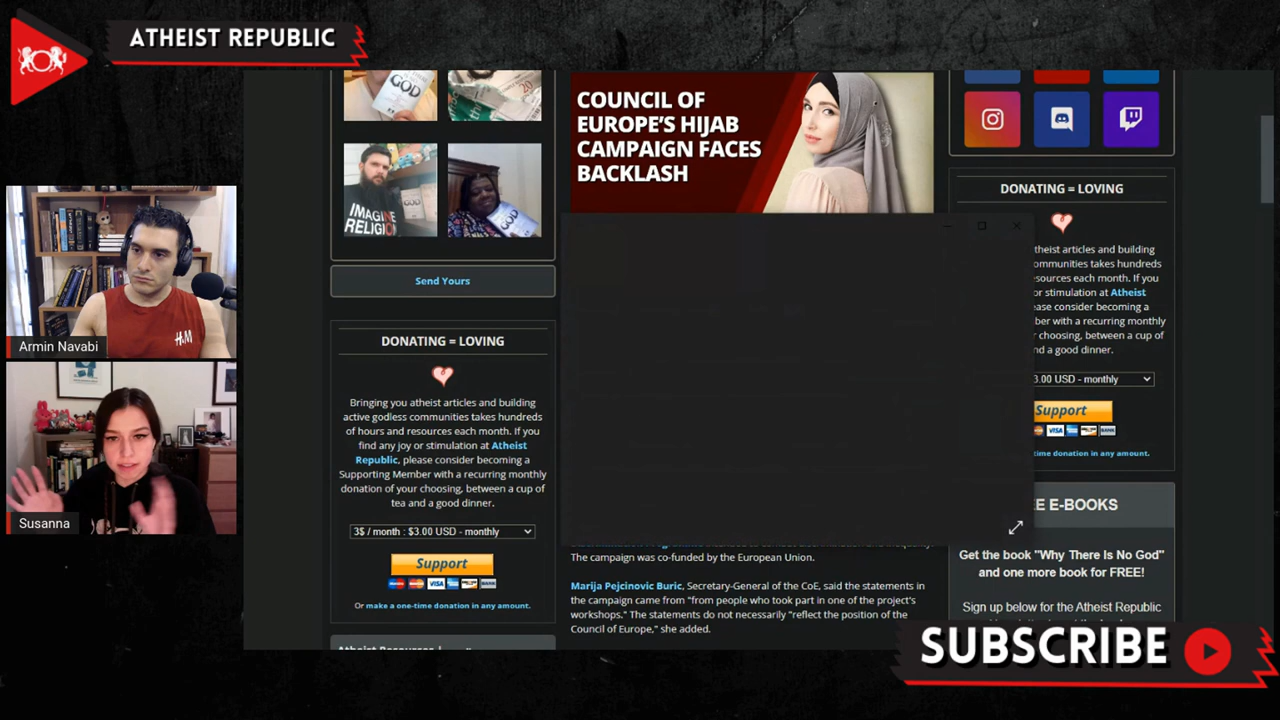 ATHEIST REPUBLIC
GOD
GOD
IMAGINE
RELIGION
Send Yours
DONATING = LOVING
Bringing you atheist articles and building
active godless communities takes hundreds
of hours and resources each month. If you
find any joy or stimulation at Atheist
Republic, please consider becoming a
Supporting Member with a recurring monthly
donation of your choosing, between a cup of
tea and a good dinner.
3$ / month : $3.00 USD - monthly
Support
VISA
BANK
Or make a one-time donation in any amount.
COUNCIL OF
EUROPE'S HIJAB
CAMPAIGN FACES
BACKLASH
The campaign was co-funded by the European Union.
Marija Pejcinovic Buric, Secretary-General of the CoE, said the statements in
the campaign came from "from people who took part in one of the project's
workshops." The statements do not necessarily "reflect the position of the
Council of Europe," she added.
DONATING = LOVING
theist articles and building
ommunities takes hundreds
sources each month. If you
or stimulation at Atheist
ease consider becoming a
ber with a recurring monthly
choosing, between a cup of
nd a good dinner.
3.00 USD - monthly
Support
VISA
BANK
time donation in any amount.
E E-BOOKS
Get the book "Why There Is No God"
and one more book for FREE!
Sign up below for the Atheist Republic
H&M
Armin Navabi
Susanna
SUBSCRIBE